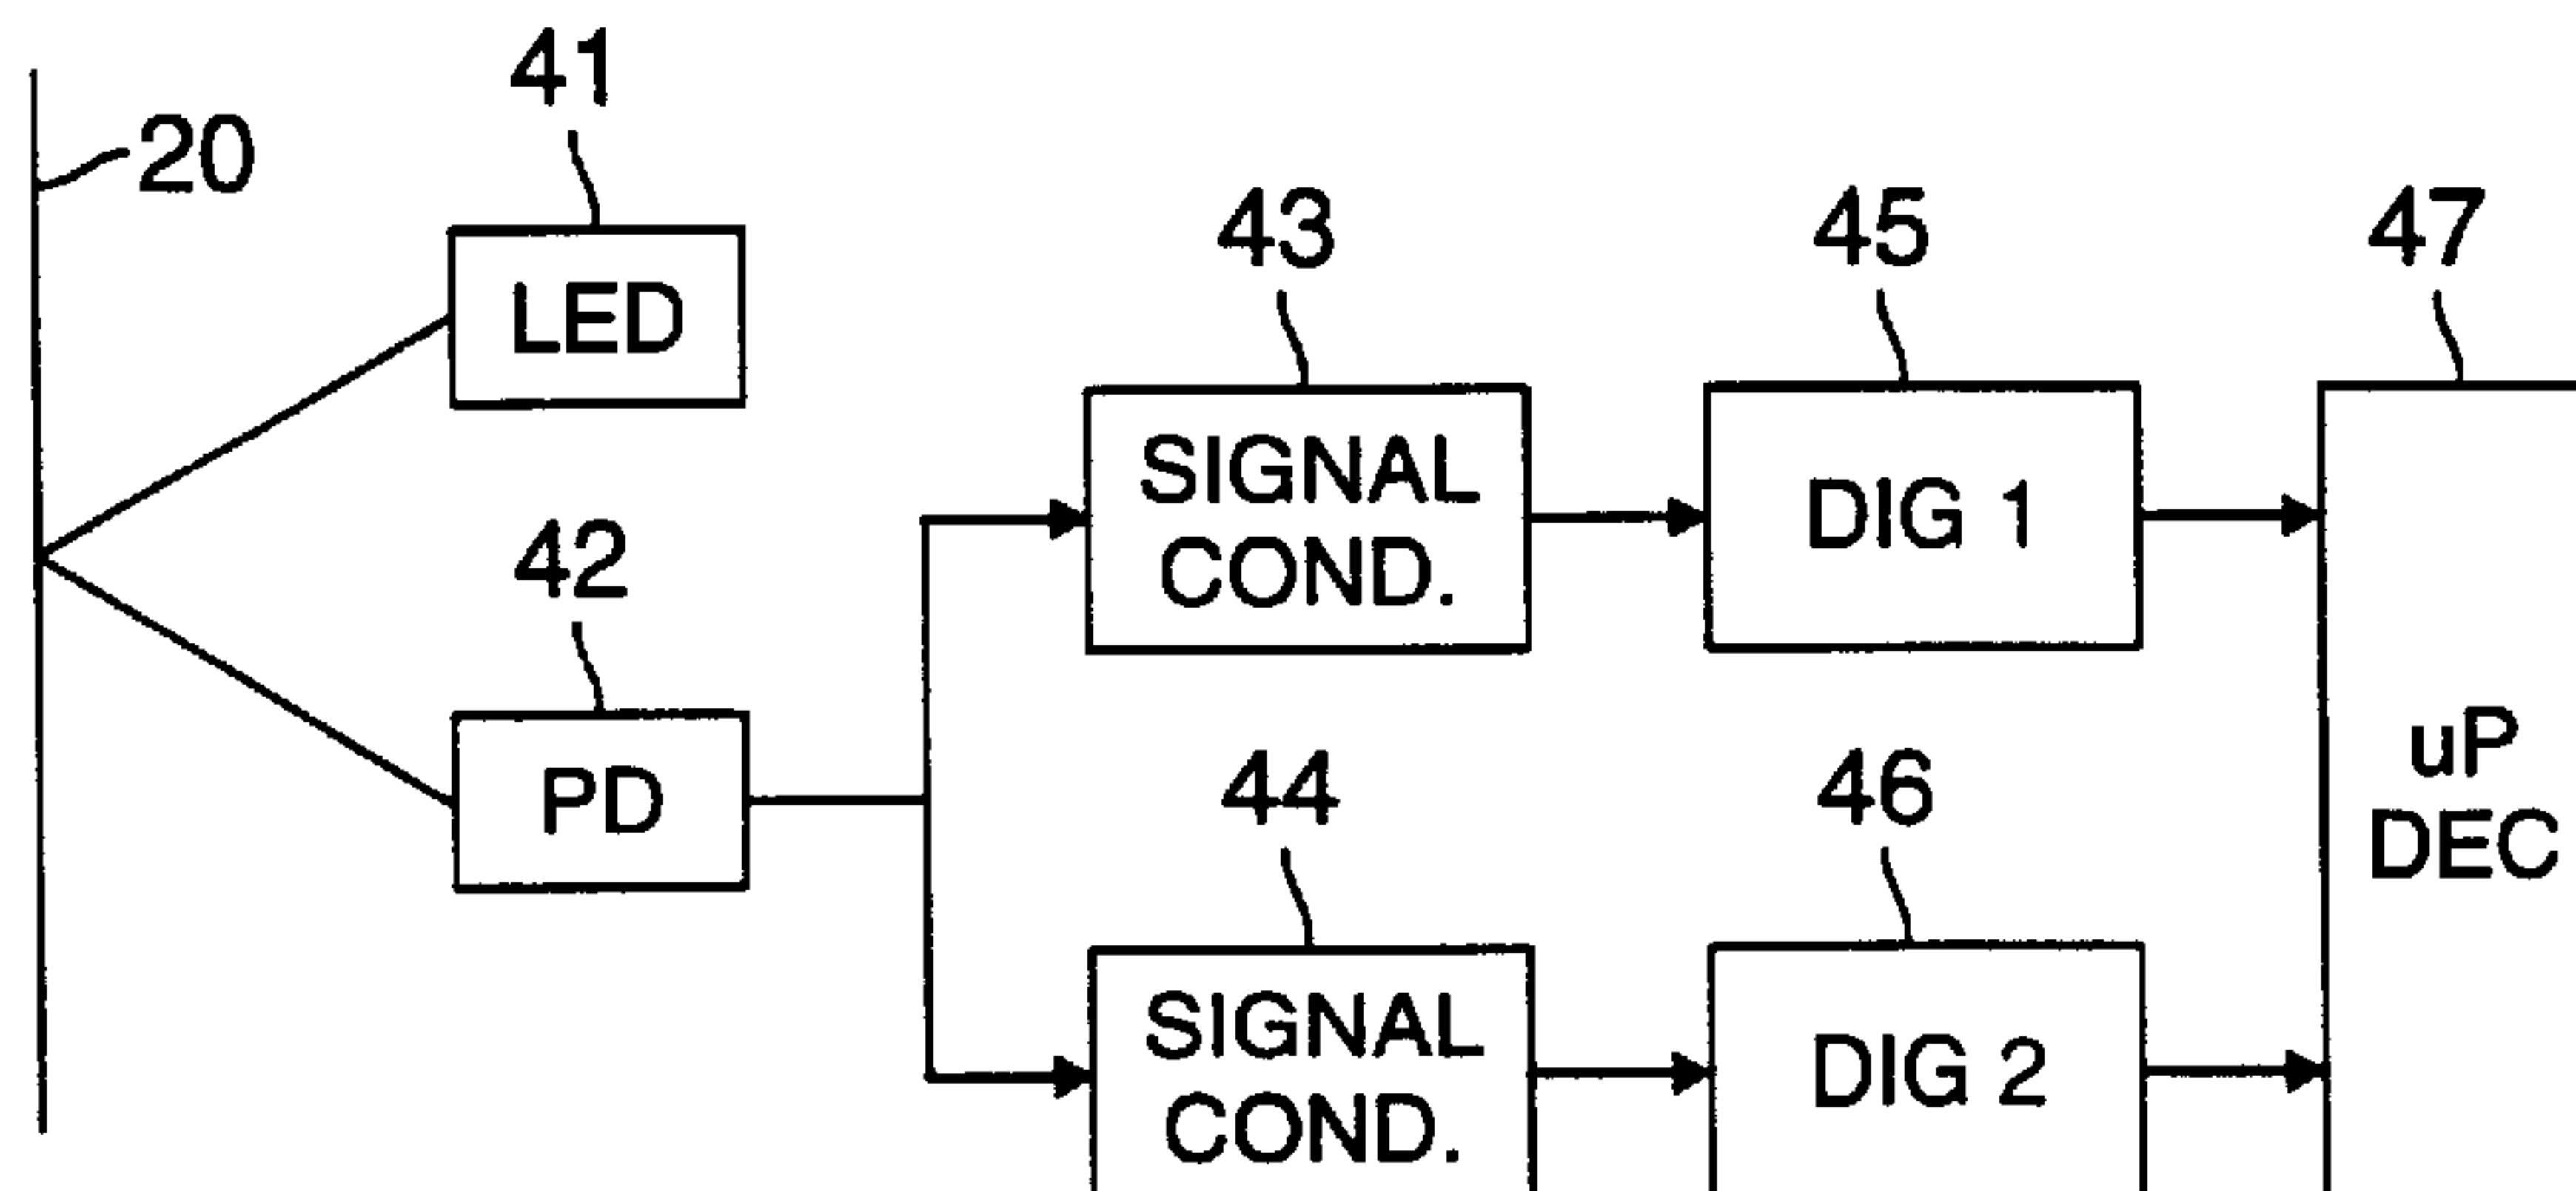 41
20
LED
43
45
47
SIGNAL
COND.
DIG 1
42
PD
44
46
uP
DEC
SIGNAL
COND.
DIG 2